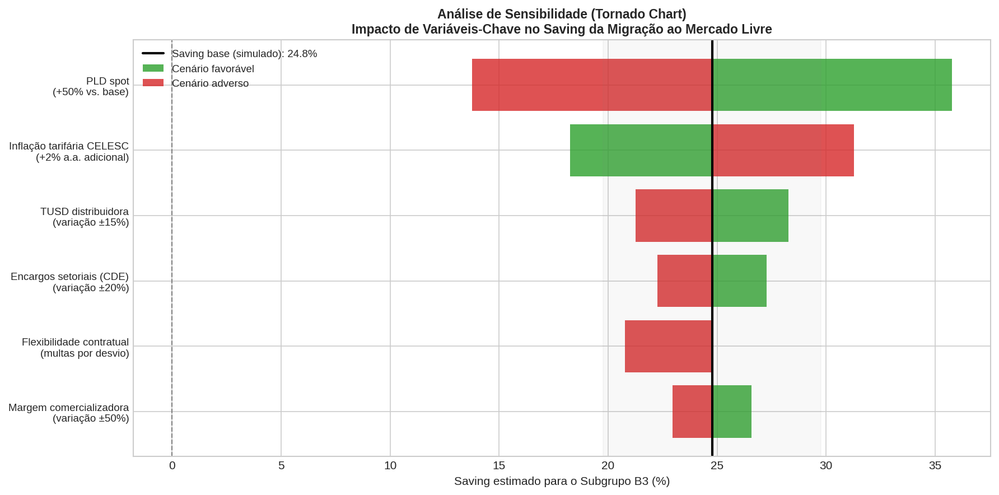 Análise de Sensibilidade (Tornado Chart)
Impacto de Variáveis-Chave no Saving da Migração ao Mercado Livre
Saving base (simulado): 24.8%
Cenário favorável
Cenário adverso
PLD spot
(+50% vs. base)
Inflação tarifária CELESC
(+2% a.a. adicional)
TUSD distribuidora
(variação ±15%)
Encargos setoriais (CDE)
(variação ±20%)
Flexibilidade contratual
(multas por desvio)
Margem comercializadora
(variação ±50%)
0 5 10 15 20 25 30 35
Saving estimado para o Subgrupo B3 (%)